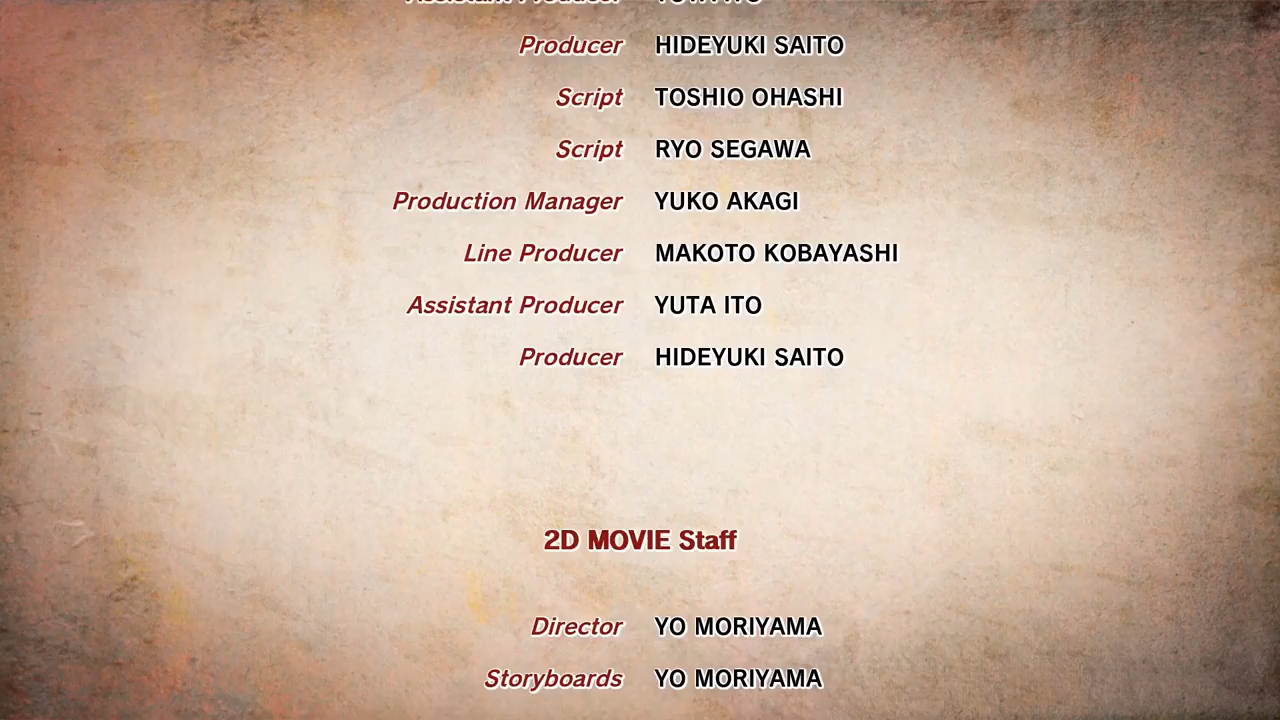 Producer HIDEYUKI SAITO
Script TOSHIO OHASHI
Script RYO SEGAWA
Production Manager YUKO AKAGI
Line Producer MAKOTO KOBAYASHI
Assistant Producer YUTA ITO
Producer HIDEYUKI SAITO
2D MOVIE Staff
Director YO MORIYAMA
Storyboards YO MORIYAMA